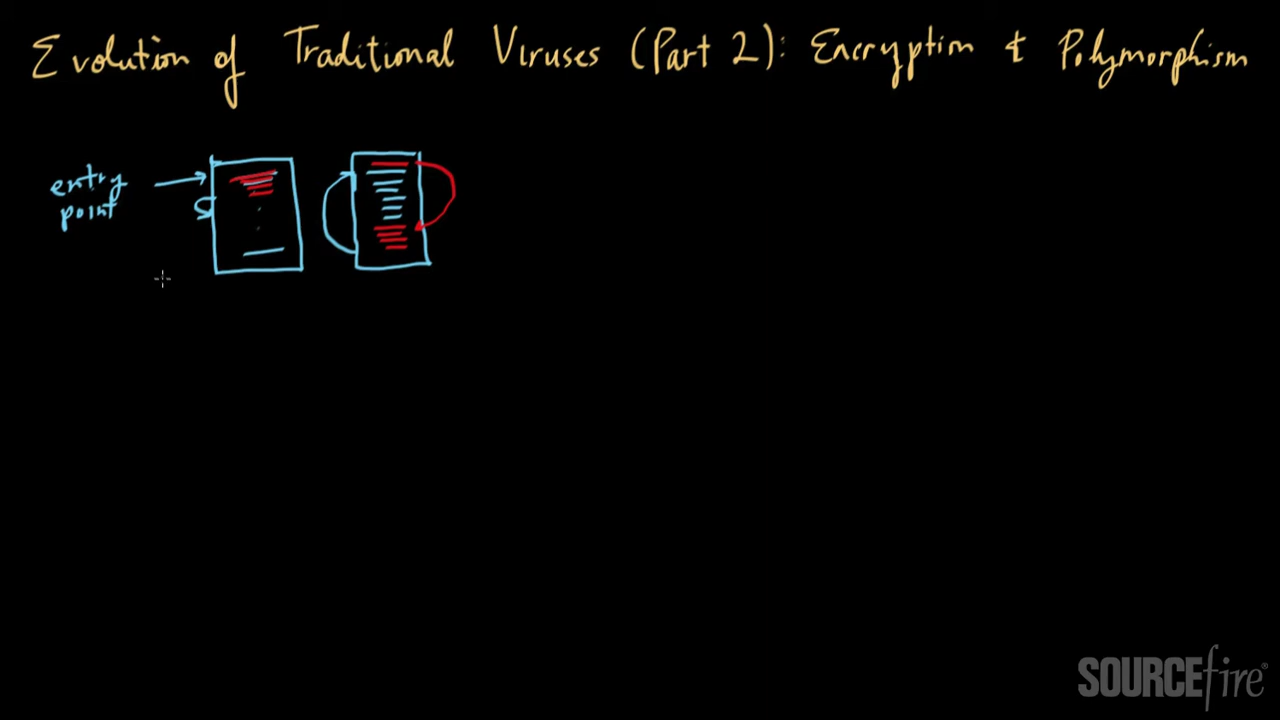 Evolution of Traditional Viruses (Part 2): Encryption & Polymorphism
entry
point
SOURCEfire®